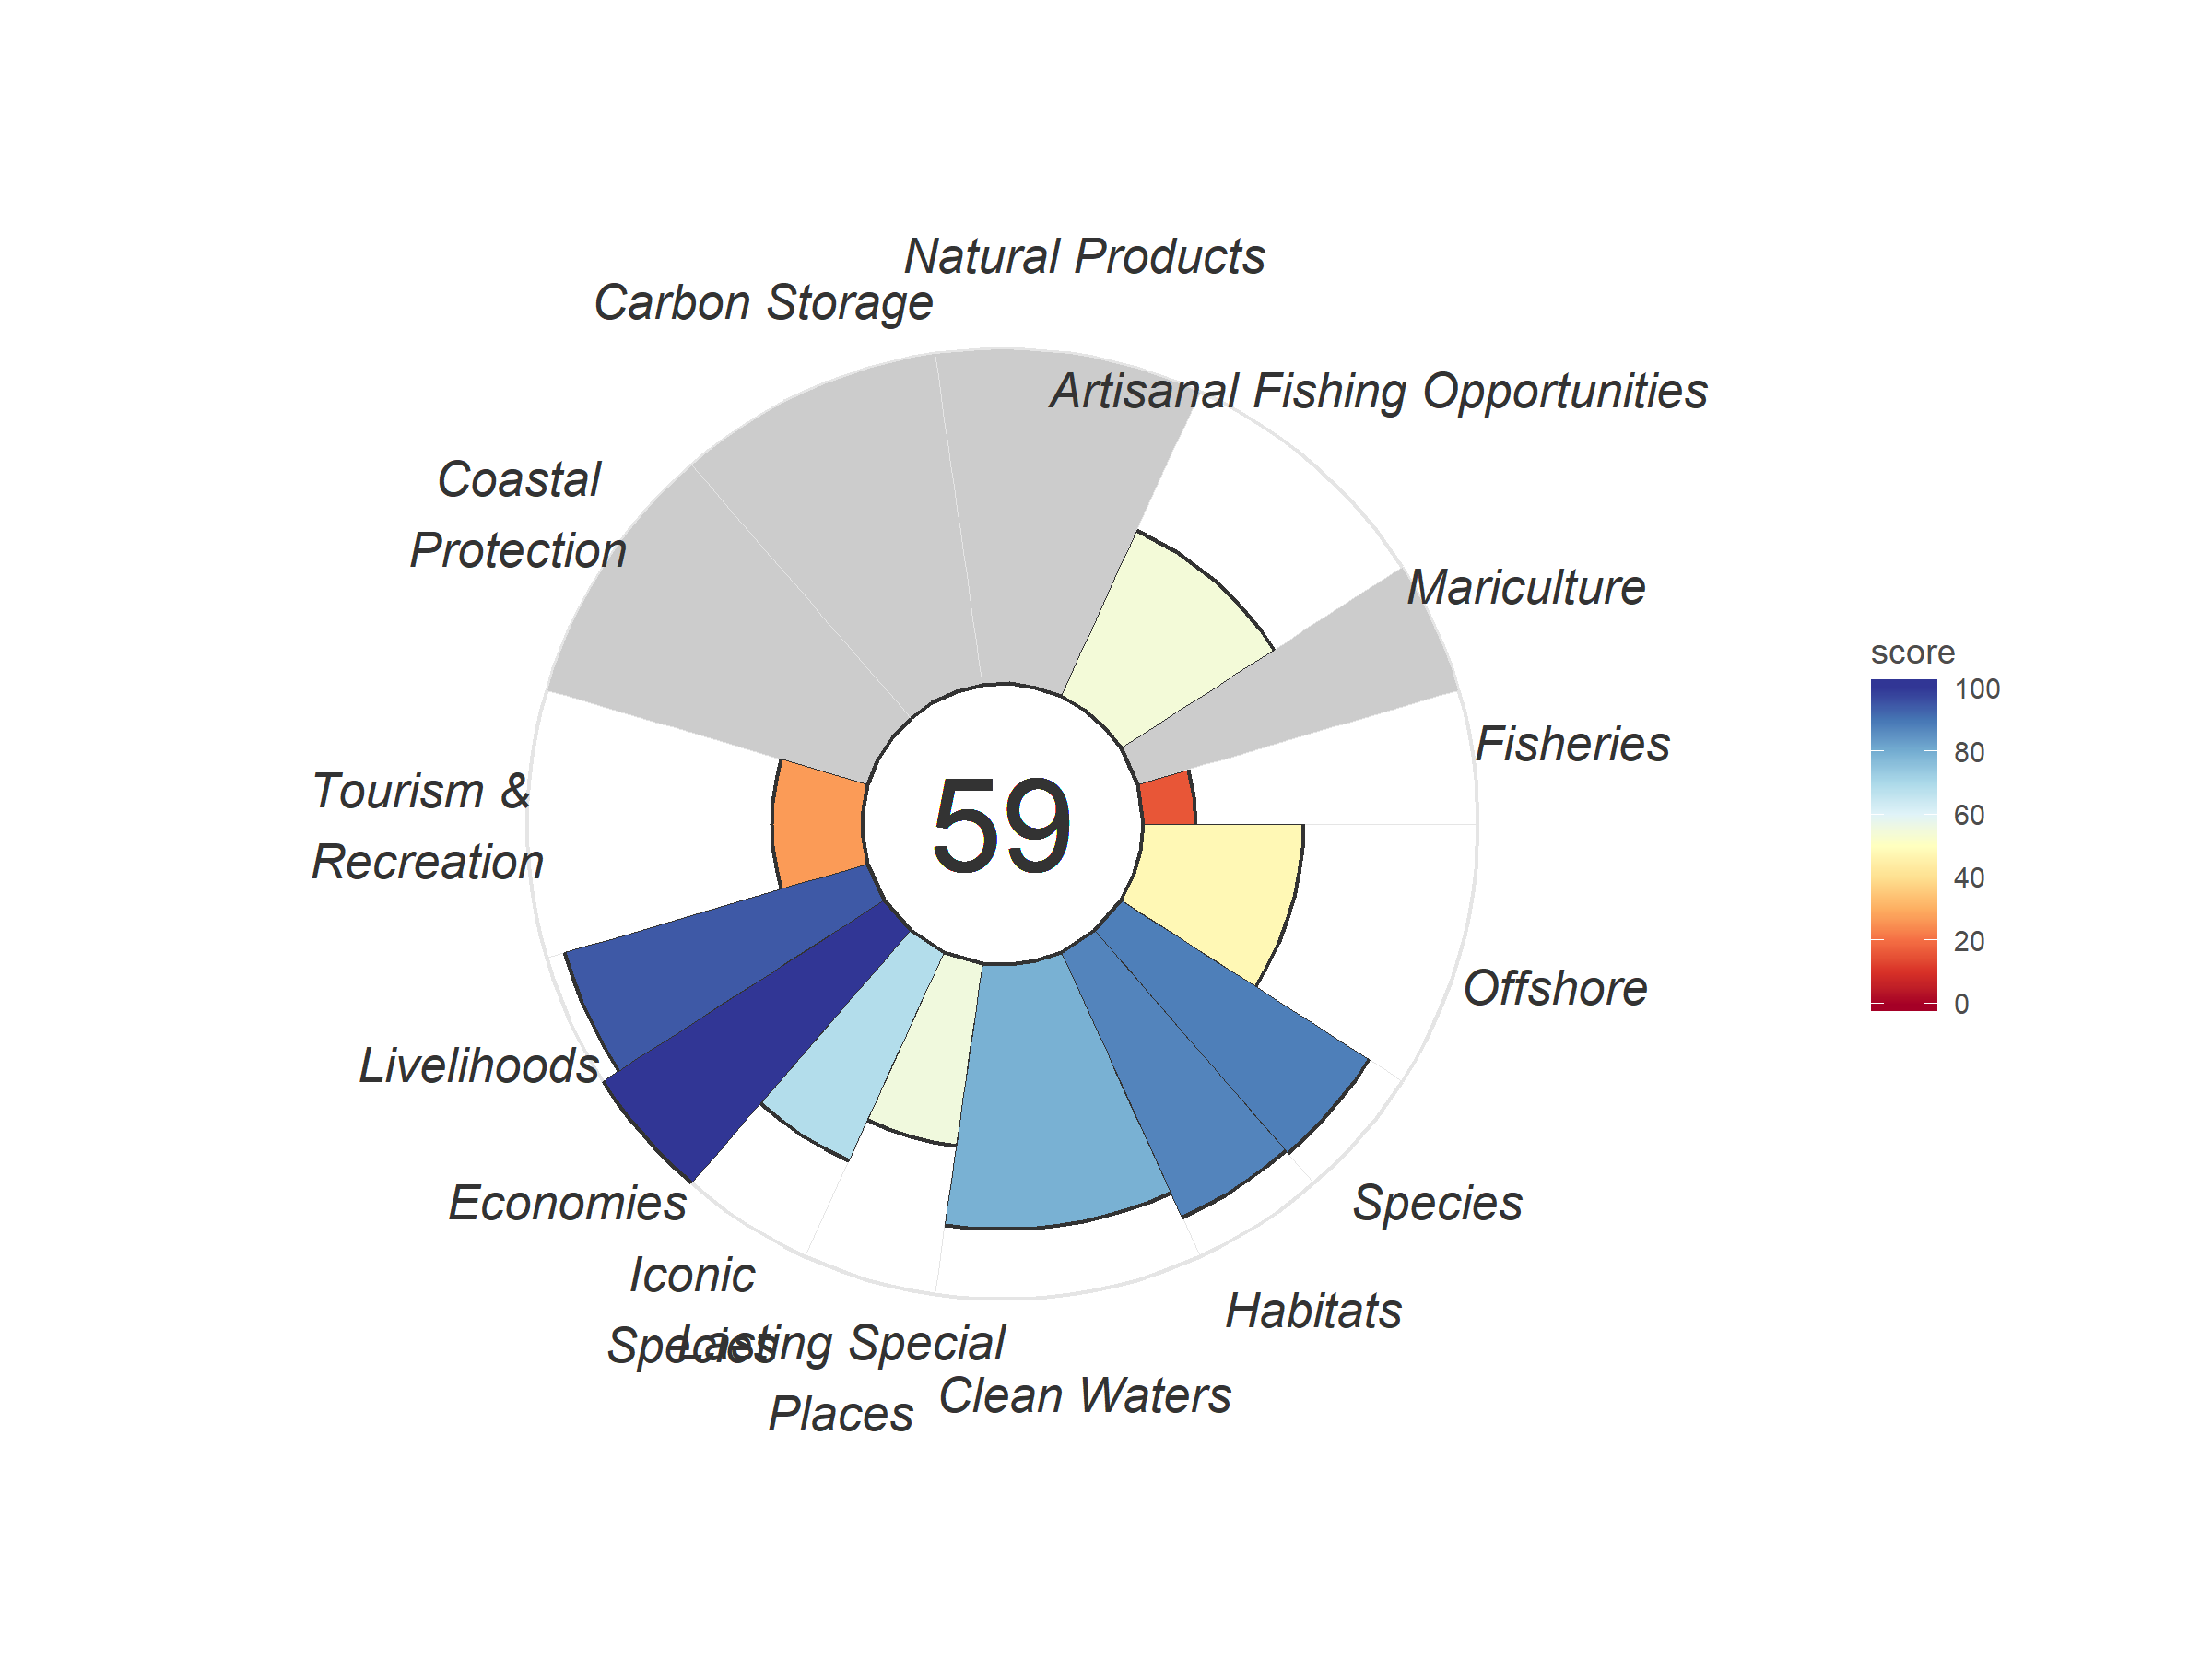 Natural Products
Carbon Storage
Artisanal Fishing Opportunities
Coastal
Protection
Mariculture
score
100
80
60
40
20
0
Fisheries
Tourism &
Recreation
59
Offshore
Livelihoods
Economies
Species
Iconic
Species
Habitats
Lasting Special
Places
Clean Waters